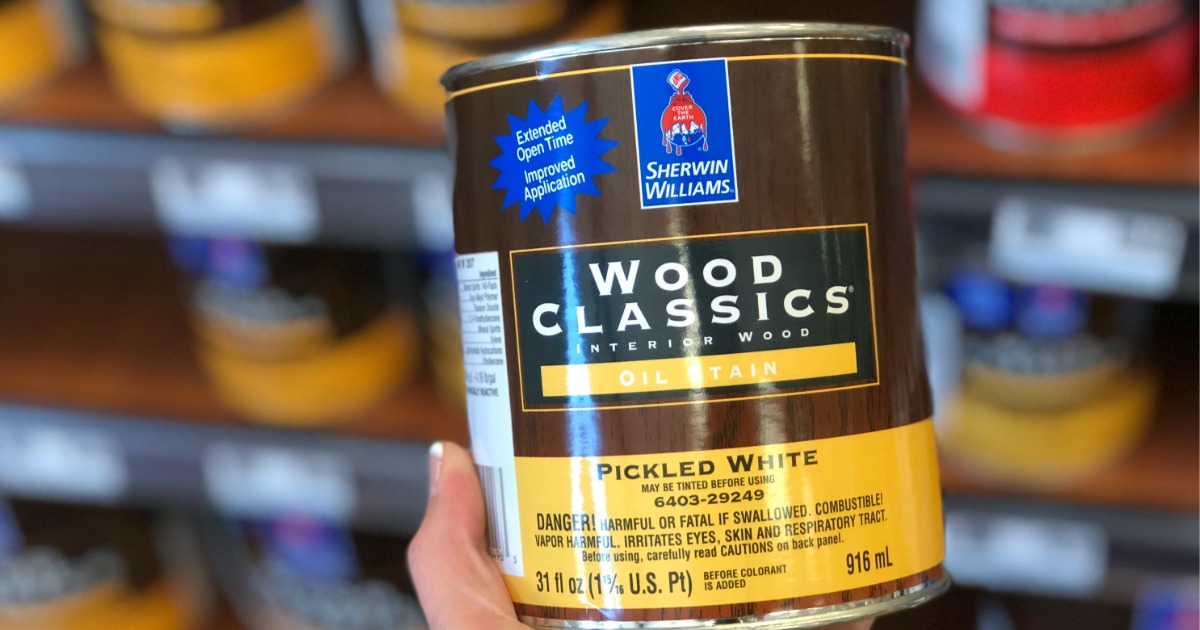 Extended
Open Time
Improved
Application
COVER
THE
EARTH
SHERWIN
WILLIAMS®
WOOD
CLASSICS®
INTERIOR WOOD
OIL STAIN
PICKLED WHITE
MAY BE TINTED BEFORE USING
6403-29249
DANGER! HARMFUL OR FATAL IF SWALLOWED. COMBUSTIBLE!
VAPOR HARMFUL. IRRITATES EYES, SKIN AND RESPIRATORY TRACT.
Before using, carefully read CAUTIONS on back panel.
31 fl oz (1 15/16 U.S. Pt) BEFORE COLORANT
IS ADDED
916 mL